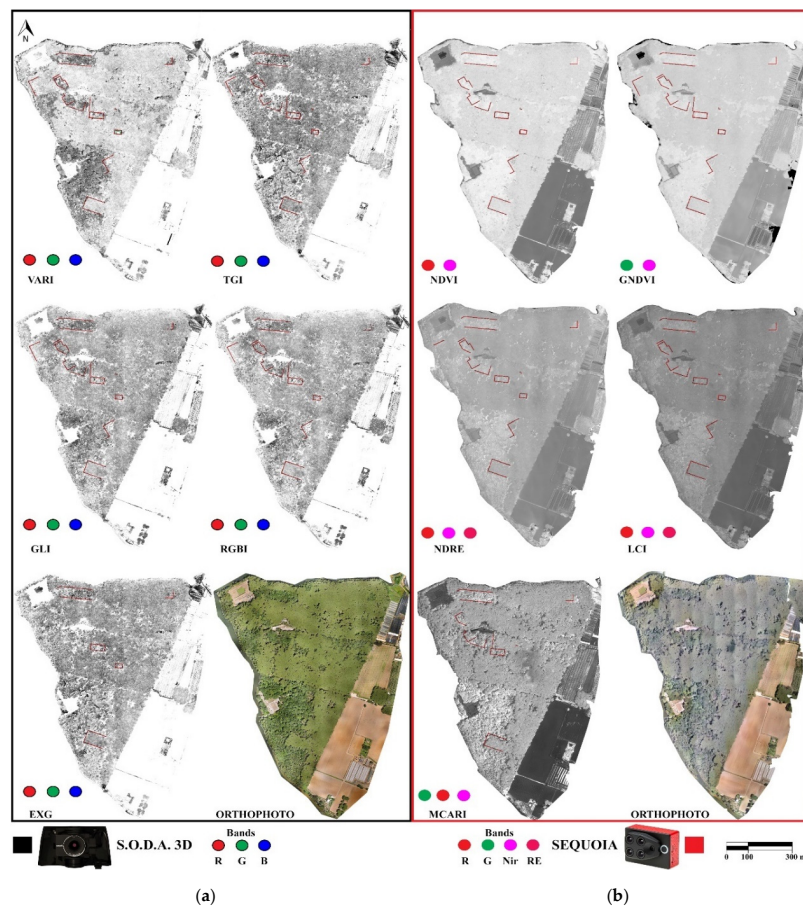 N
VARI TGI NDVI GNDVI
GLI RGBI NDRE LCI
EXG ORTHOPHOTO MCARI ORTHOPHOTO
S.O.D.A. 3D
Bands
R G B
Bands
R G Nir RE
SEQUOIA
0 100 300 m
(a) (b)